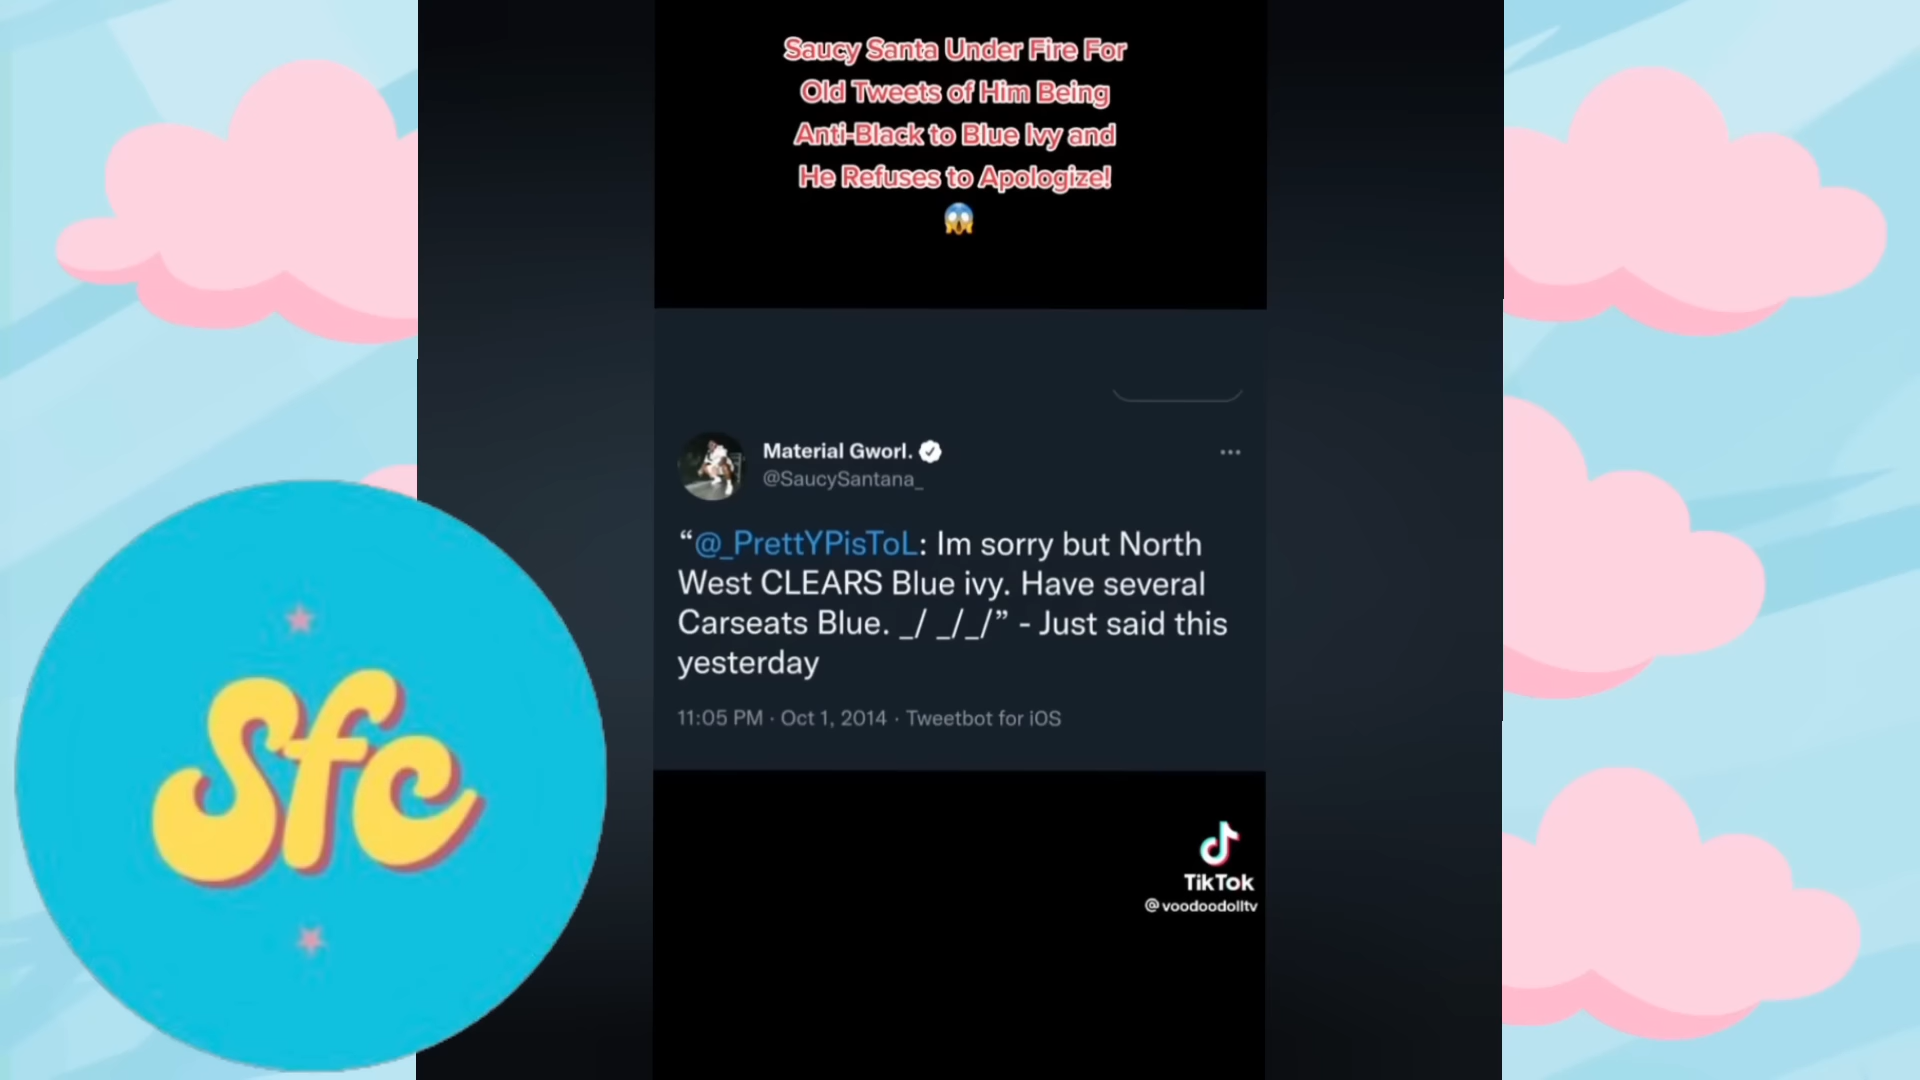 Saucy Santa Under Fire For
Old Tweets of Him Being
Anti-Black to Blue Ivy and
He Refuses to Apologize!
😱
Material Gworl.
@SaucySantana_
“@_PrettYPisToL: Im sorry but North
West CLEARS Blue ivy. Have several
Carseats Blue. _/ _/_/” - Just said this
yesterday
11:05 PM · Oct 1, 2014 · Tweetbot for iOS
Sfc
TikTok
@voodoodolltv